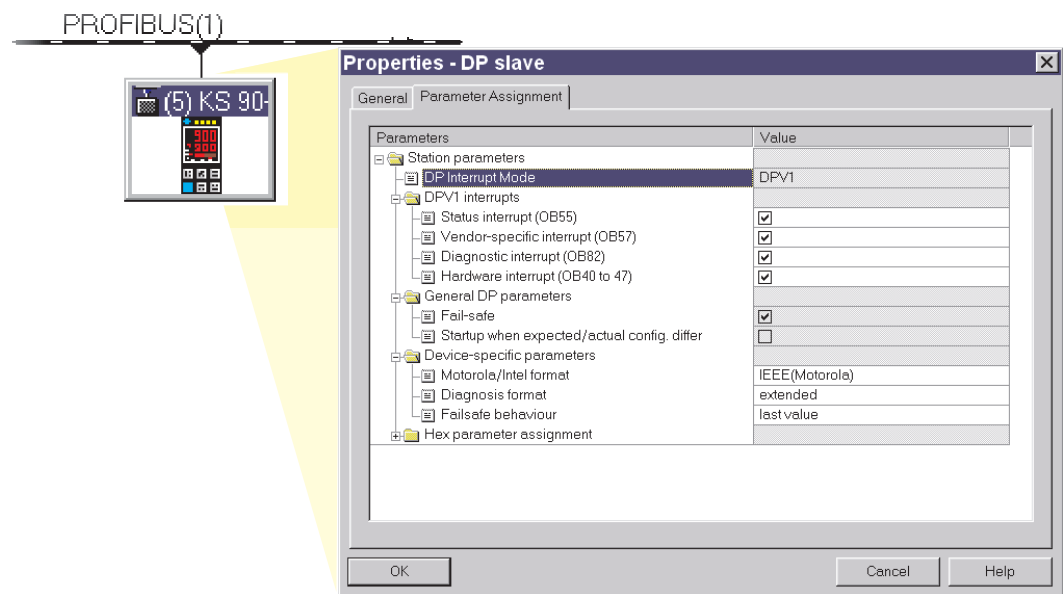 PROFIBUS(1)
(5) KS 90-
900
Properties - DP slave
General Parameter Assignment
Parameters Value
Station parameters
DP Interrupt Mode DPV1
DPV1 interrupts
Status interrupt (OB55)
Vendor-specific interrupt (OB57)
Diagnostic interrupt (OB82)
Hardware interrupt (OB40 to 47)
General DP parameters
Fail-safe
Startup when expected/actual config. differ
Device-specific parameters
Motorola/Intel format IEEE(Motorola)
Diagnosis format extended
Failsafe behaviour last value
Hex parameter assignment
OK Cancel Help